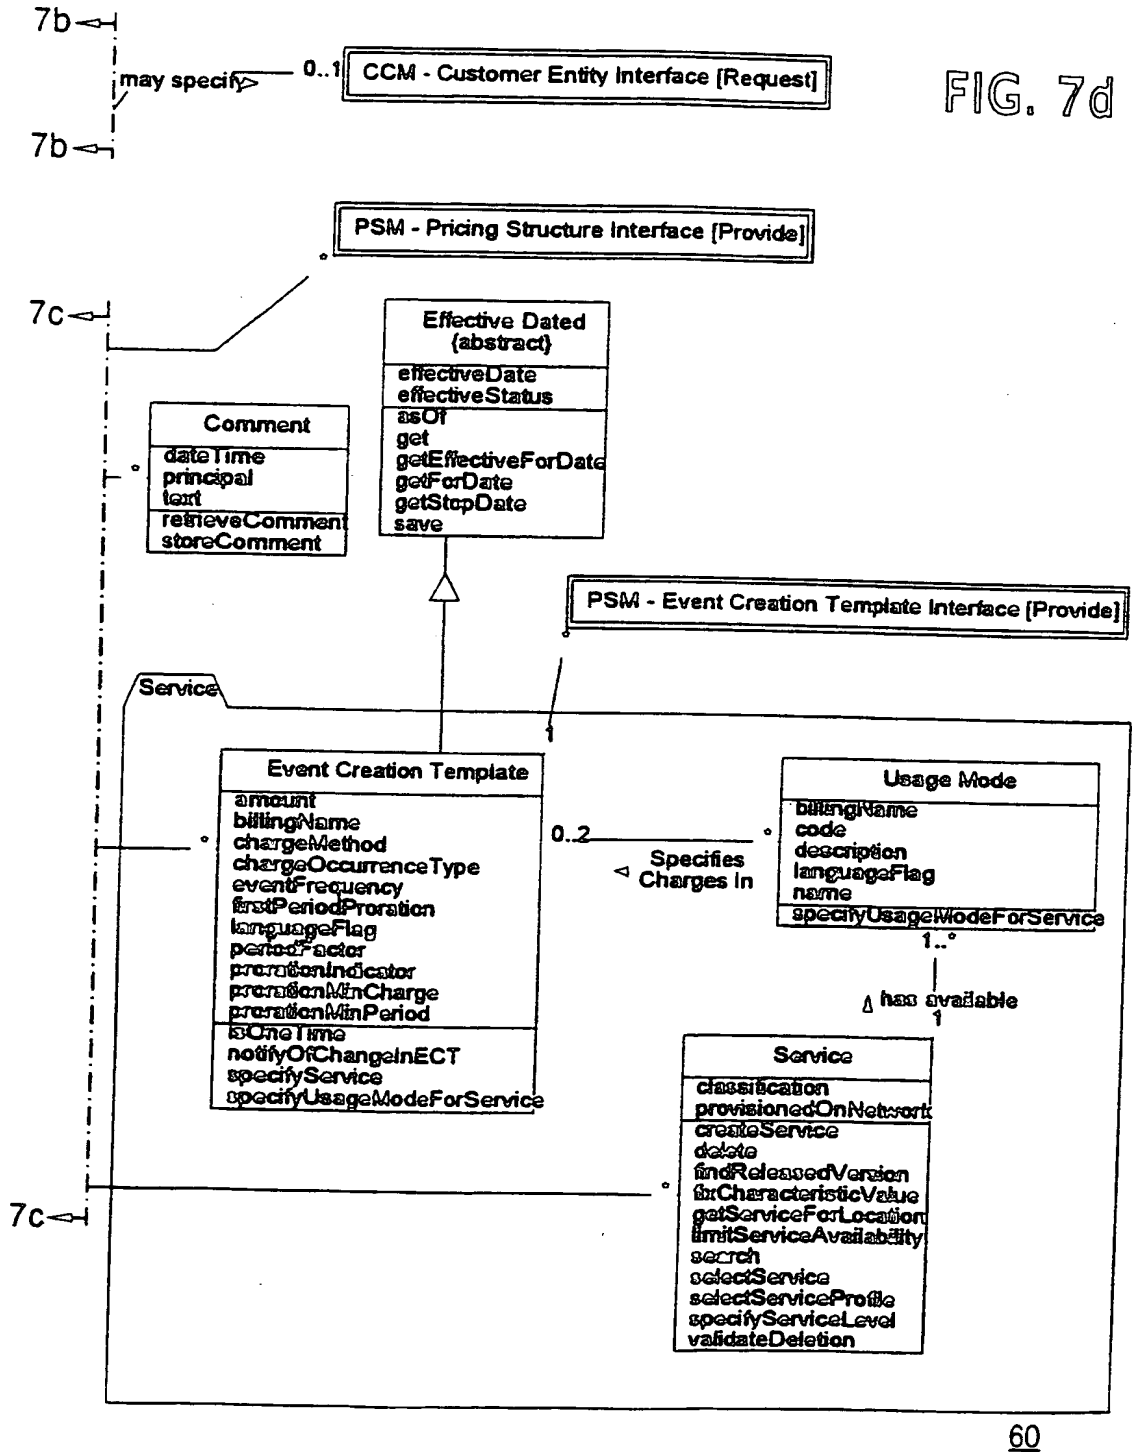 7b
may specify
0..1
CCM - Customer Entity Interface [Request]
FIG. 7d
7b
PSM - Pricing Structure Interface [Provide]
*
7c
Effective Dated
{abstract}
effectiveDate
effectiveStatus
asOf
get
getEffectiveForDate
getForDate
getStopDate
save
Comment
*
dateTime
principal
text
retrieveComment
storeComment
PSM - Event Creation Template Interface [Provide]
*
Service
1
Event Creation Template
*
amount
billingName
chargeMethod
chargeOccurrenceType
eventFrequency
firstPeriodProration
languageFlag
periodFactor
prorationIndicator
prorationMinCharge
prorationMinPeriod
isOneTime
notifyOfChangeInECT
specifyService
specifyUsageModeForService
0..2
*
Specifies
Charges In
Usage Mode
billingName
code
description
languageFlag
name
specifyUsageModeForService
1..*
has available
1
Service
classification
provisionedOnNetwork
createService
delete
findReleasedVersion
fixCharacteristicValue
getServiceForLocation
limitServiceAvailability
search
selectService
selectServiceProfile
specifyServiceLevel
validateDeletion
*
7c
60